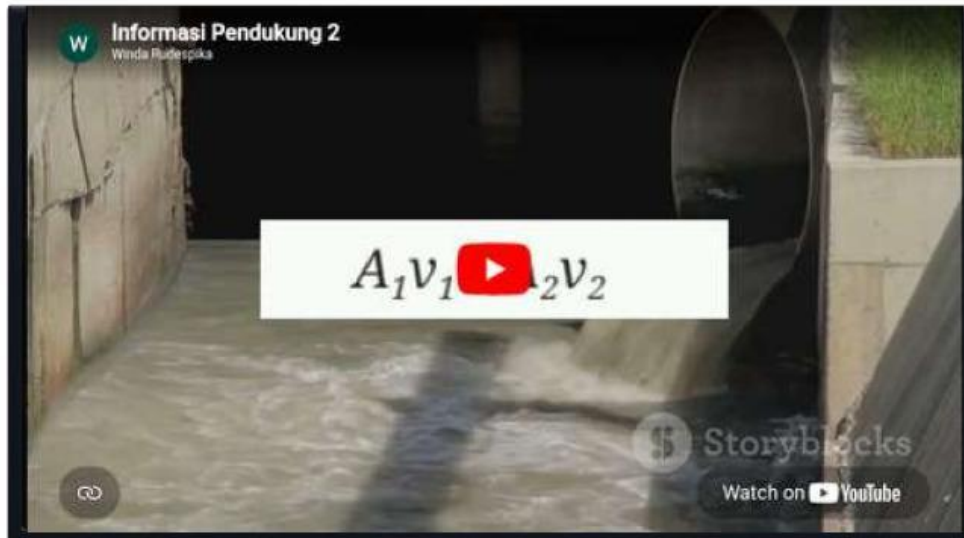 W
Informasi Pendukung 2
Winda Rudespika
A₁v₁ ₂v₂
$ Storyblocks
Watch on YouTube